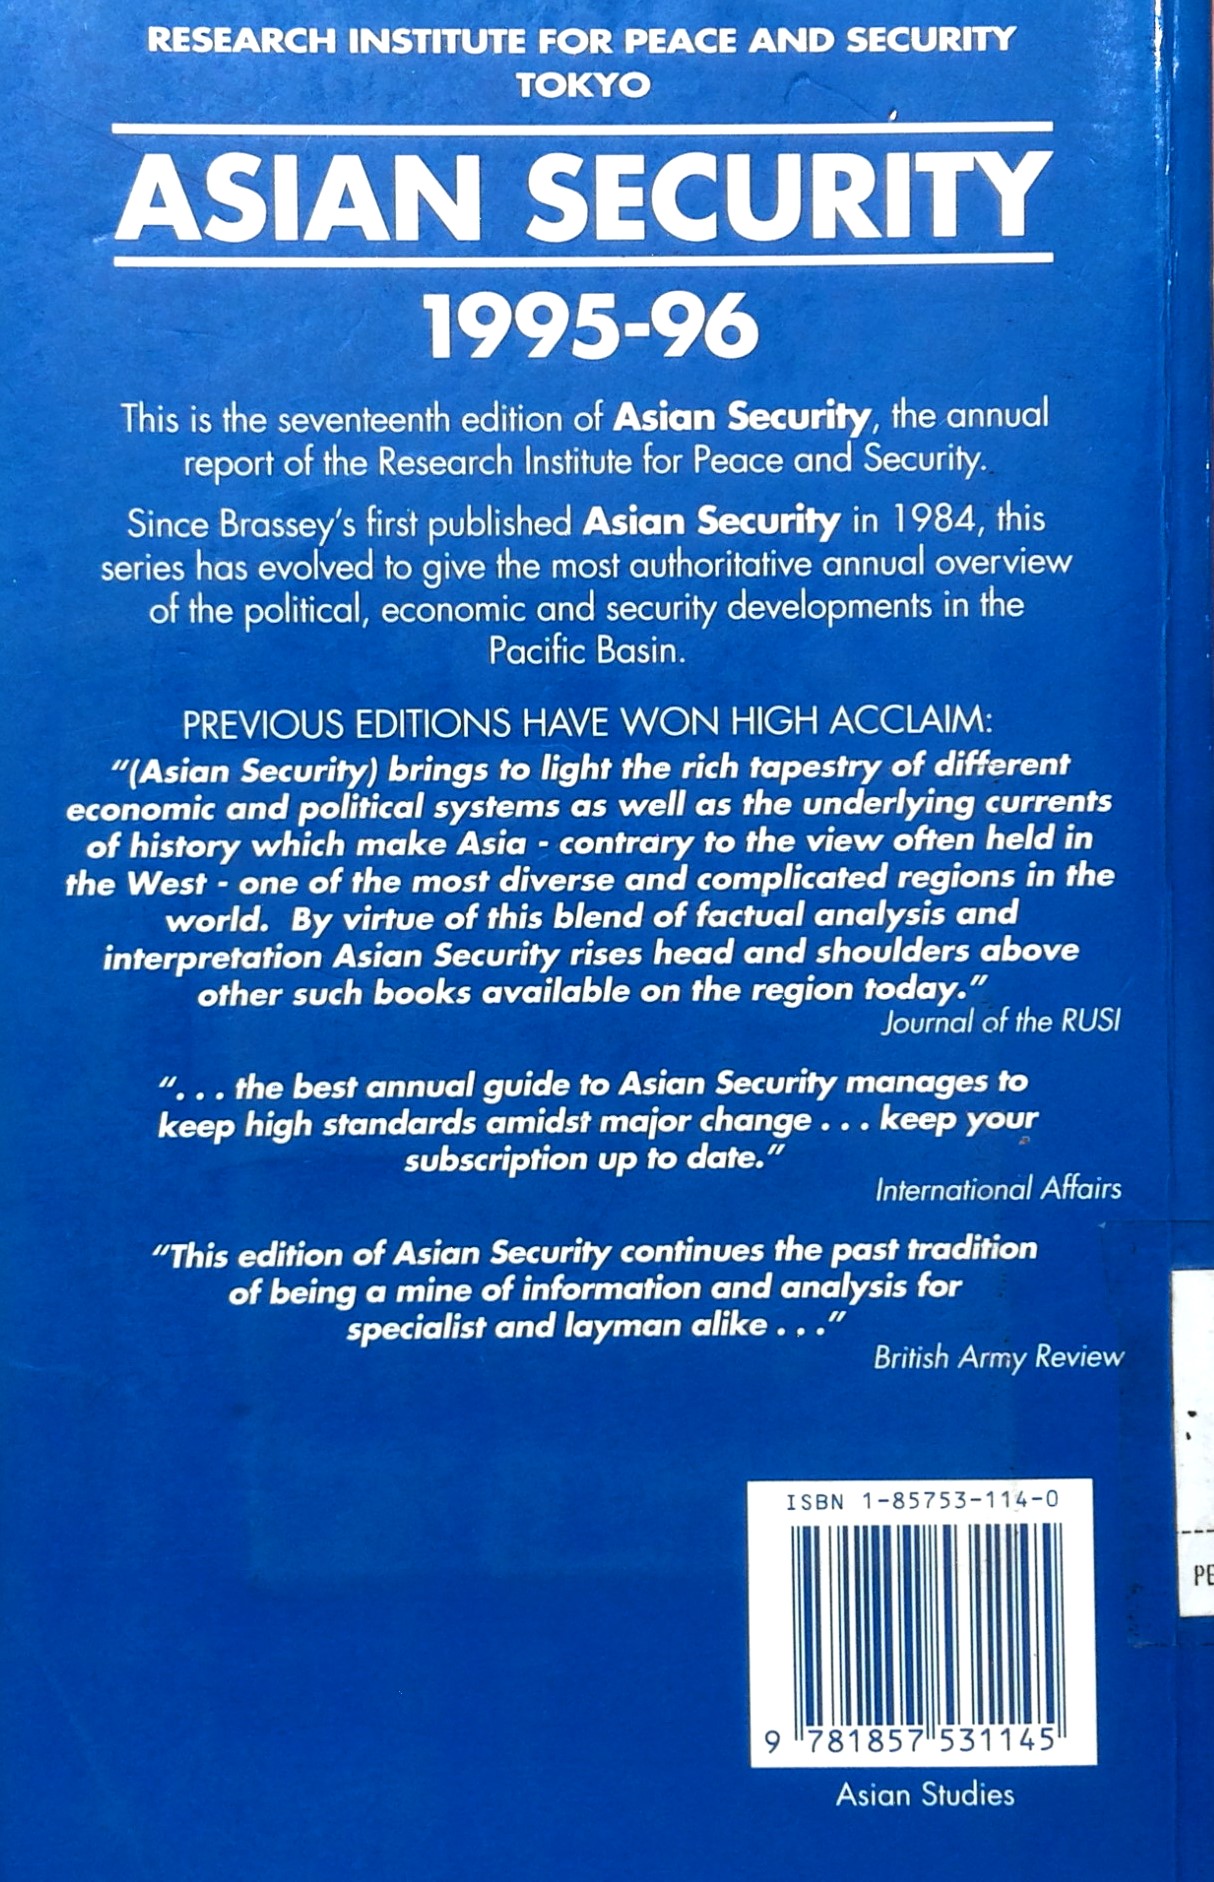 RESEARCH INSTITUTE FOR PEACE AND SECURITY
TOKYO
ASIAN SECURITY
1995-96
This is the seventeenth edition of Asian Security, the annual
report of the Research Institute for Peace and Security.
Since Brassey's first published Asian Security in 1984, this
series has evolved to give the most authoritative annual overview
of the political, economic and security developments in the
Pacific Basin.
PREVIOUS EDITIONS HAVE WON HIGH ACCLAIM:
"(Asian Security) brings to light the rich tapestry of different
economic and political systems as well as the underlying currents
of history which make Asia - contrary to the view often held in
the West - one of the most diverse and complicated regions in the
world. By virtue of this blend of factual analysis and
interpretation Asian Security rises head and shoulders above
other such books available on the region today."
Journal of the RUSI
". . . the best annual guide to Asian Security manages to
keep high standards amidst major change . . . keep your
subscription up to date."
International Affairs
"This edition of Asian Security continues the past tradition
of being a mine of information and analysis for
specialist and layman alike . . ."
British Army Review
ISBN 1-85753-114-0
9 781857 531145
Asian Studies